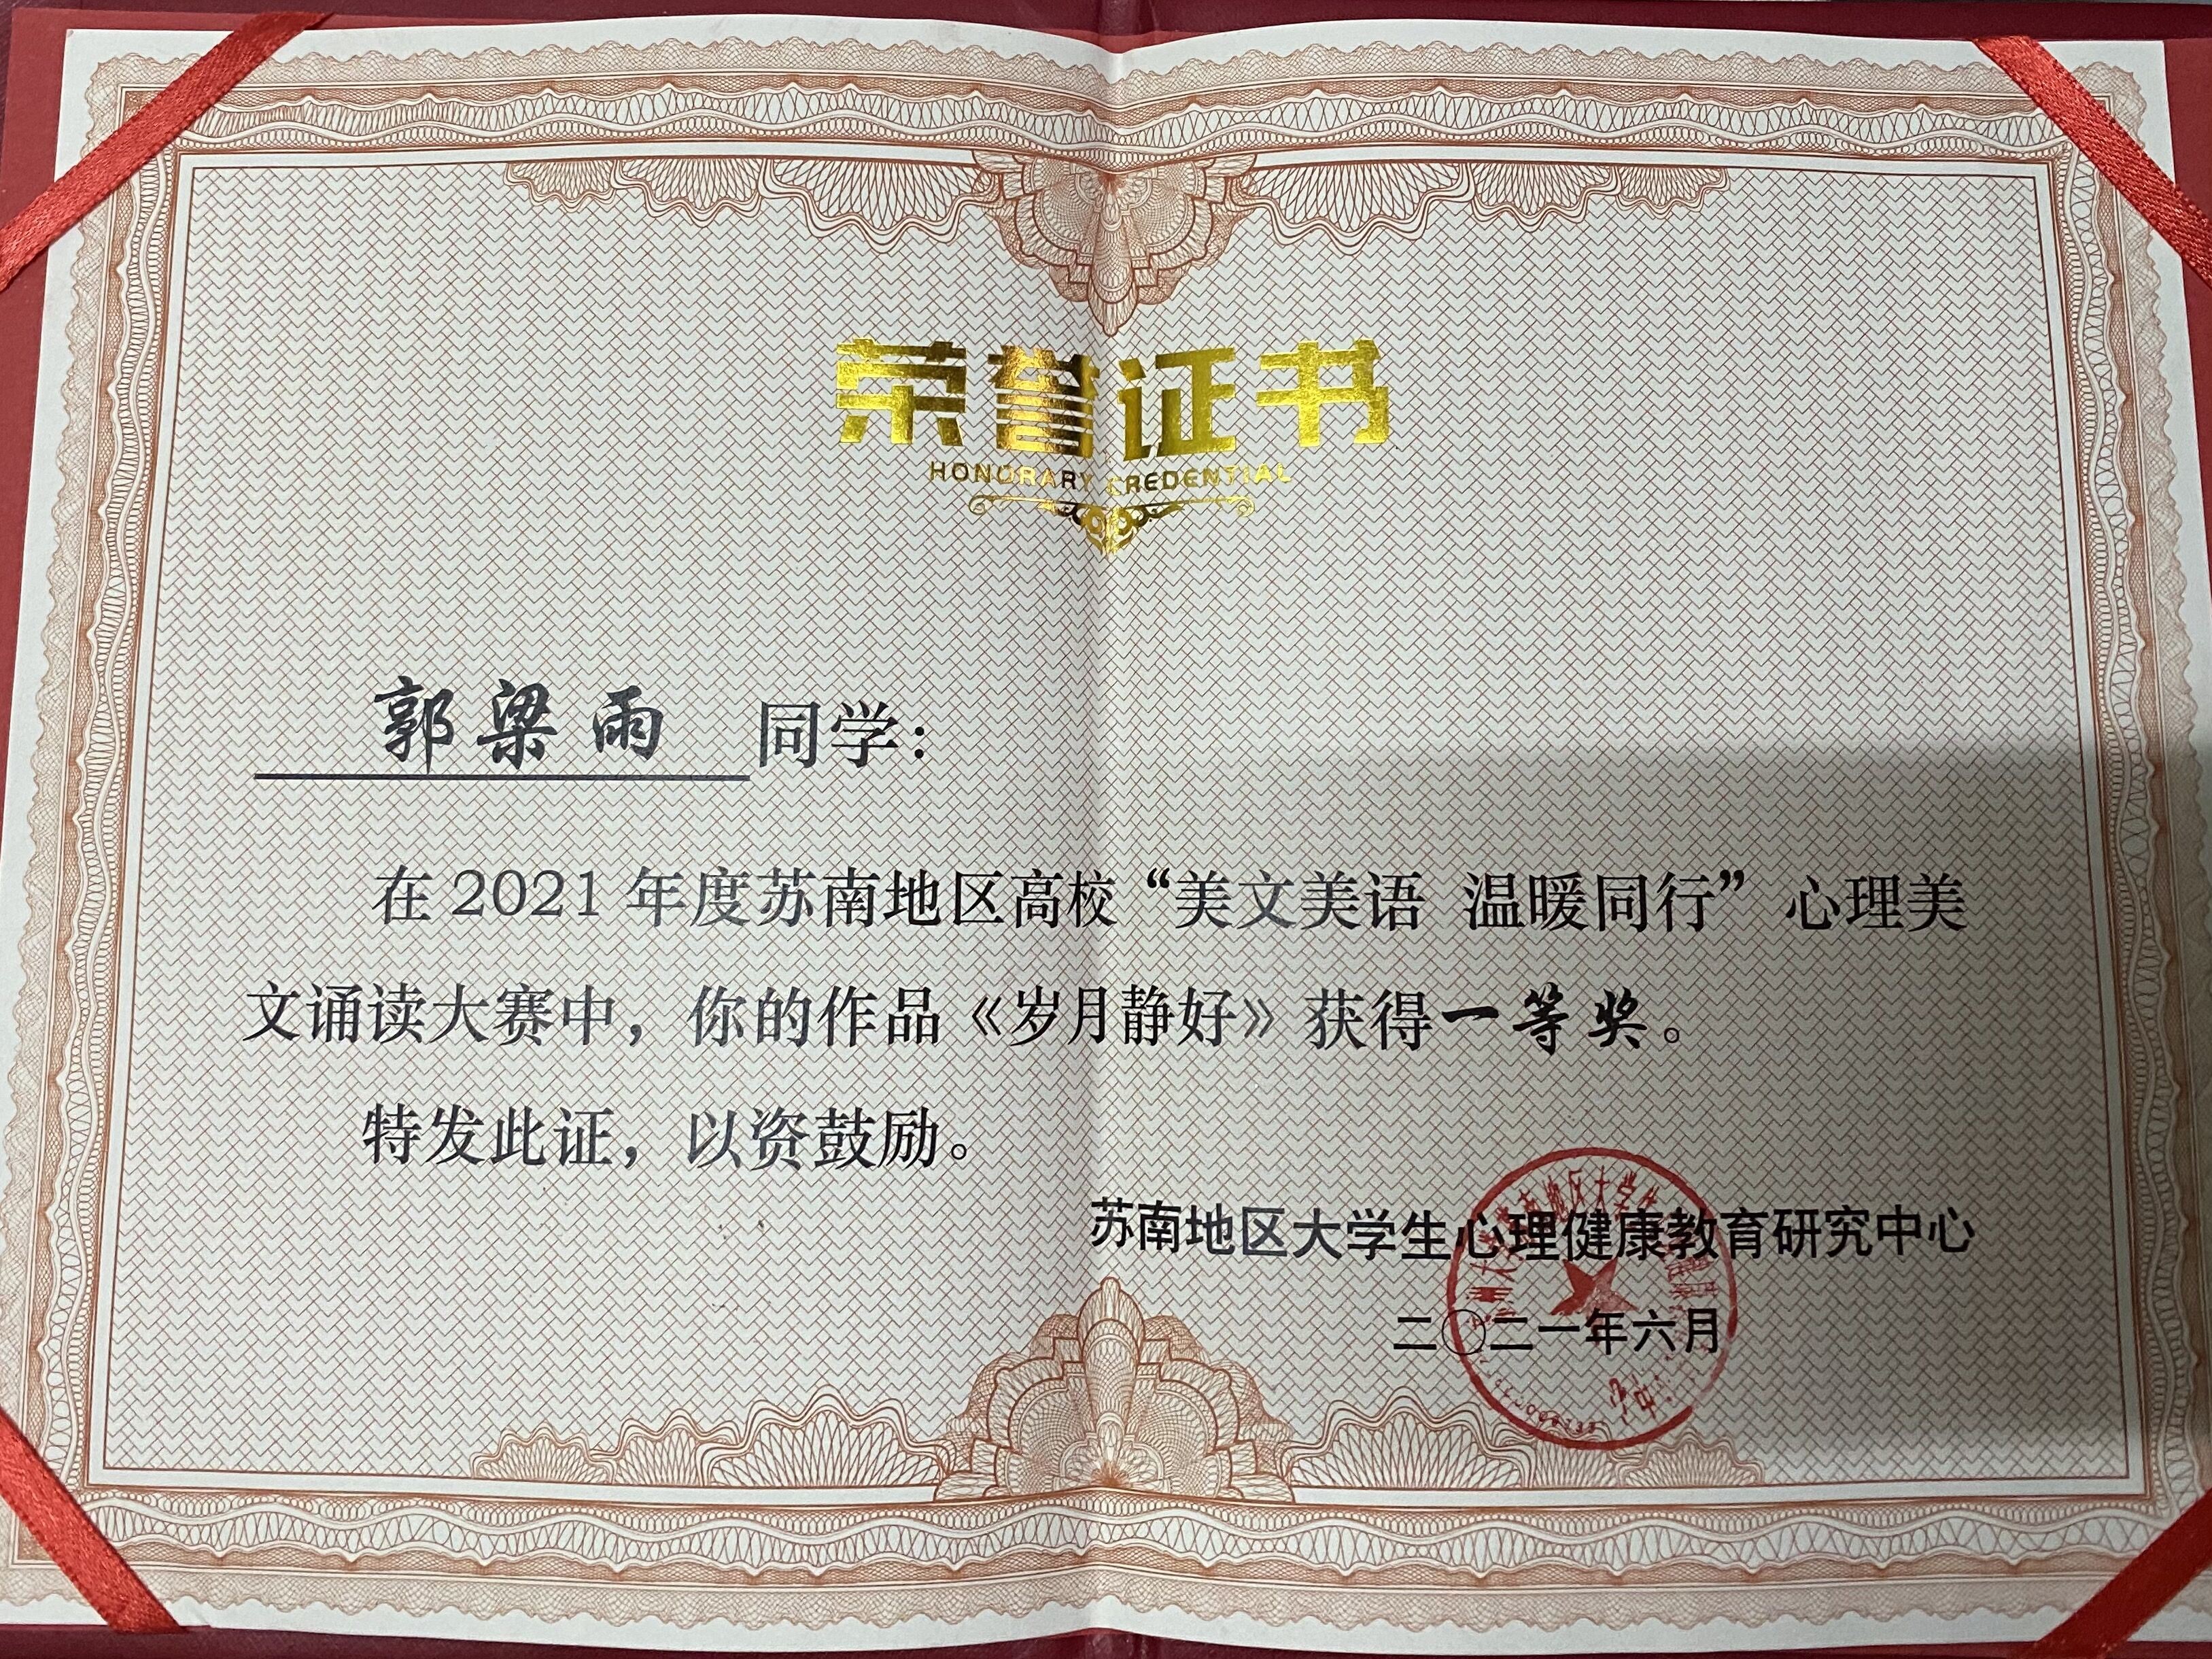 荣誉证书
HONORARY CREDENTIAL
郭梁雨 同学：
在 2021 年度苏南地区高校“美文美语 温暖同行”心理美
文诵读大赛中，你的作品《岁月静好》获得一等奖。
特发此证，以资鼓励。
苏南地区大学生心理健康教育研究中心
二〇二一年六月